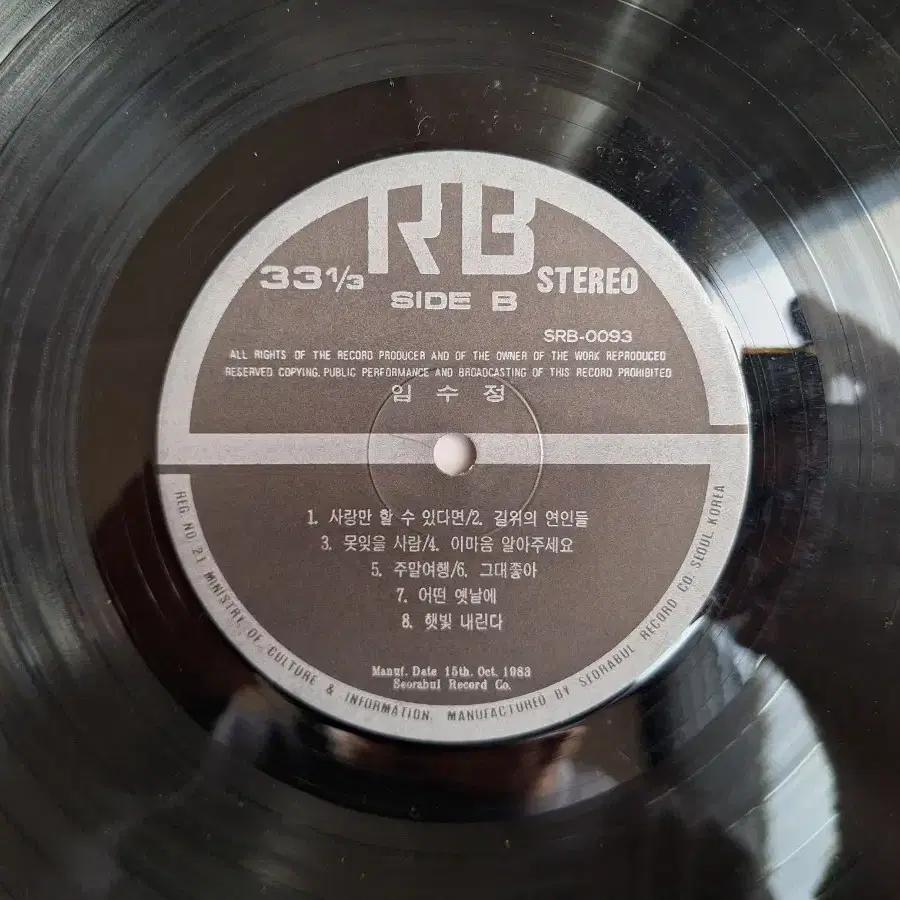 RB
33 1/3
STEREO
SIDE B
SRB-0093
ALL RIGHTS OF THE RECORD PRODUCER AND OF THE OWNER OF THE WORK REPRODUCED
RESERVED COPYING. PUBLIC PERFORMANCE AND BROADCASTING OF THIS RECORD PROHIBITED
임 수 정
1. 사랑만 할 수 있다면/2. 길위의 연인들
3. 못잊을 사람/4. 이마음 알아주세요
5. 주말여행/6. 그대좋아
7. 어떤 옛날에
8. 햇빛 내린다
Manuf. Date 15th. Oct. 1983
Seorabul Record Co.
REG. NO 21 MINISTRE OF CULTURE & INFORMATION. MANUFACTURED BY SEORABUL RECORD CO. SEOUL KOREA